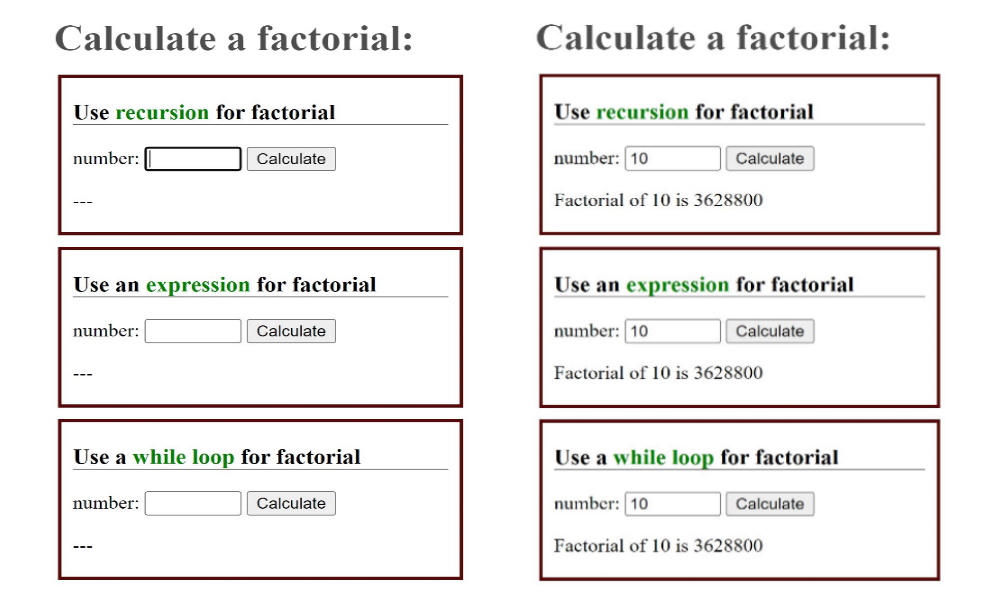 Calculate a factorial:
Use recursion for factorial
number: Calculate
---
Use an expression for factorial
number: Calculate
---
Use a while loop for factorial
number: Calculate
---
Calculate a factorial:
Use recursion for factorial
number: 10 Calculate
Factorial of 10 is 3628800
Use an expression for factorial
number: 10 Calculate
Factorial of 10 is 3628800
Use a while loop for factorial
number: 10 Calculate
Factorial of 10 is 3628800